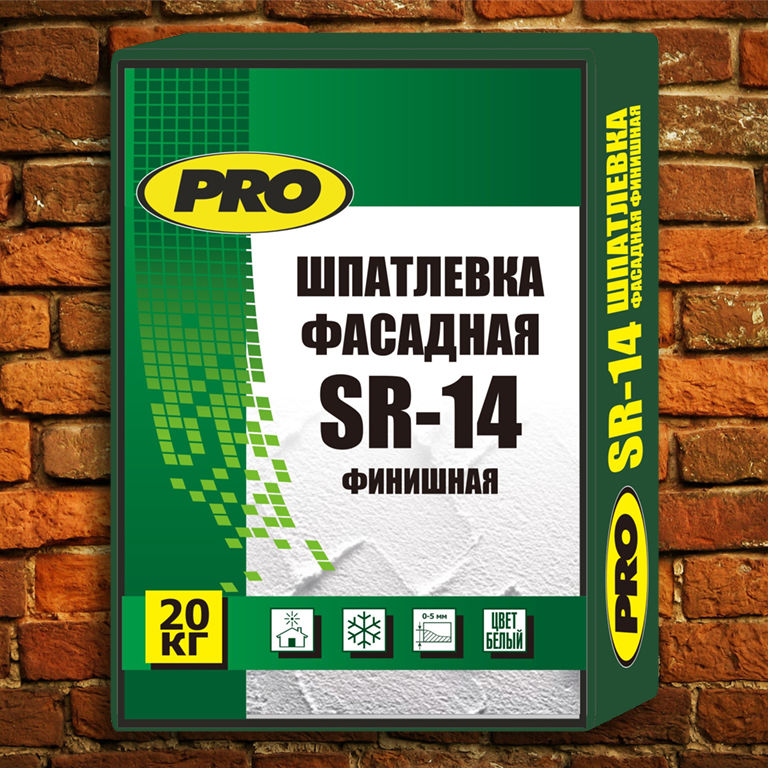 PRO
ШПАТЛЕВКА
ФАСАДНАЯ
SR-14
ФИНИШНАЯ
20
КГ
0-5 мм
ЦВЕТ
БЕЛЫЙ
SR-14 ШПАТЛЕВКА
ФАСАДНАЯ ФИНИШНАЯ
PRO